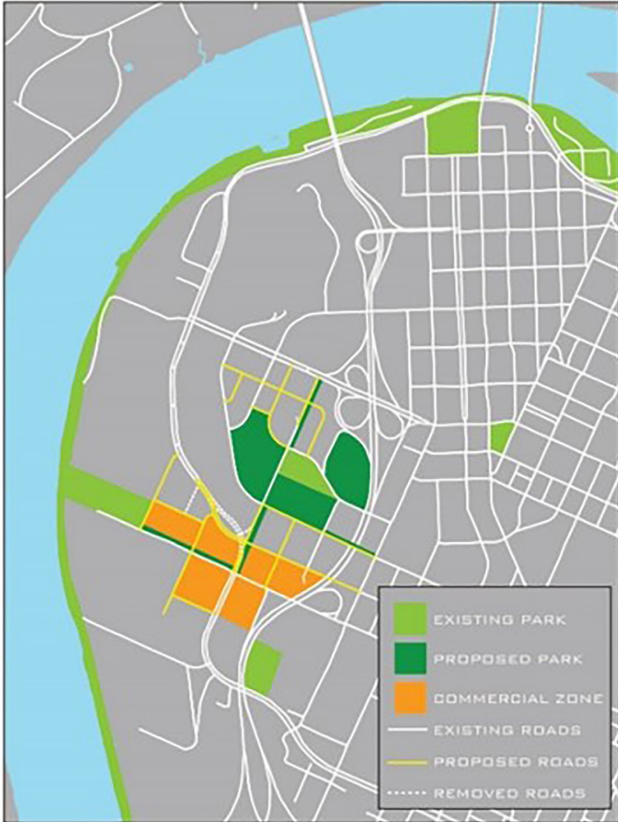 EXISTING PARK
PROPOSED PARK
COMMERCIAL ZONE
EXISTING ROADS
PROPOSED ROADS
REMOVED ROADS